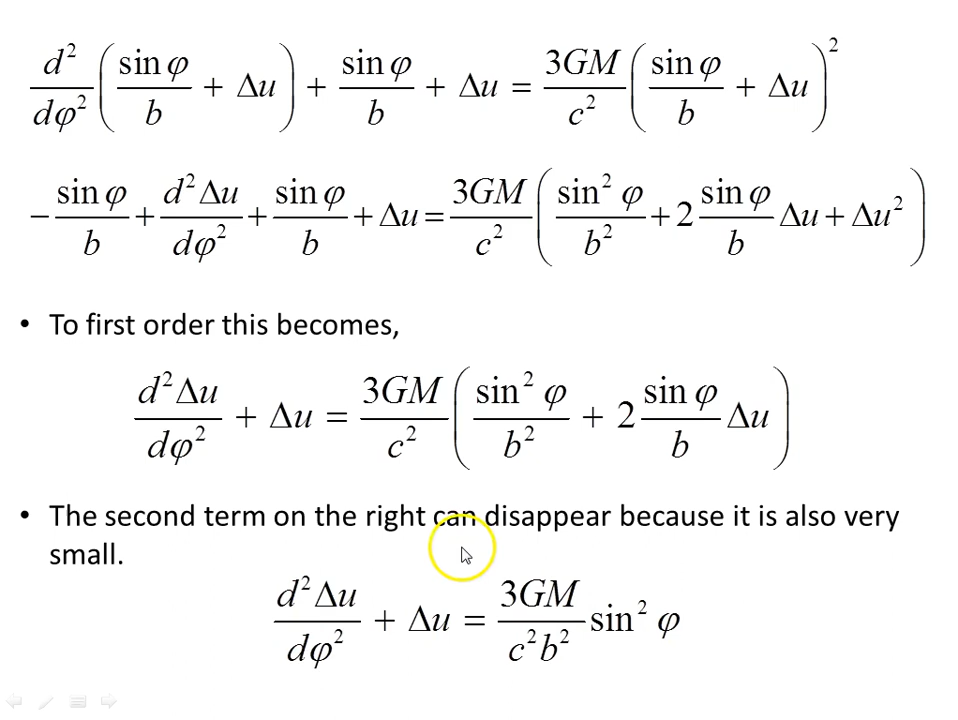 d²/dφ² (sin φ/b + Δu) + sin φ/b + Δu = 3GM/c² (sin φ/b + Δu)²
− sin φ/b + d²Δu/dφ² + sin φ/b + Δu = 3GM/c² (sin² φ/b² + 2 sin φ/b Δu + Δu²)
• To first order this becomes,
d²Δu/dφ² + Δu = 3GM/c² (sin² φ/b² + 2 sin φ/b Δu)
• The second term on the right can disappear because it is also very
small.
d²Δu/dφ² + Δu = 3GM/c²b² sin² φ